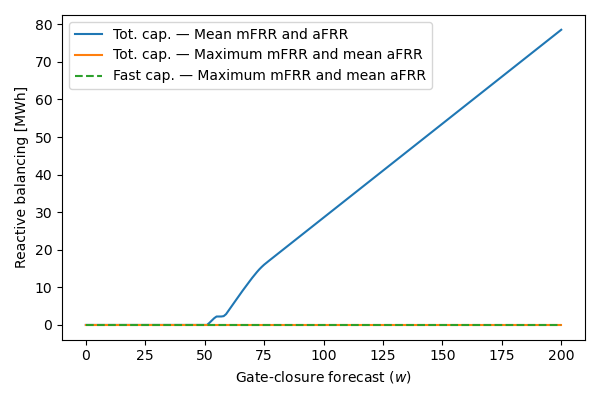 80
70
60
50
40
30
20
10
0
Reactive balancing [MWh]
Tot. cap. — Mean mFRR and aFRR
Tot. cap. — Maximum mFRR and mean aFRR
Fast cap. — Maximum mFRR and mean aFRR
0 25 50 75 100 125 150 175 200
Gate-closure forecast (w)